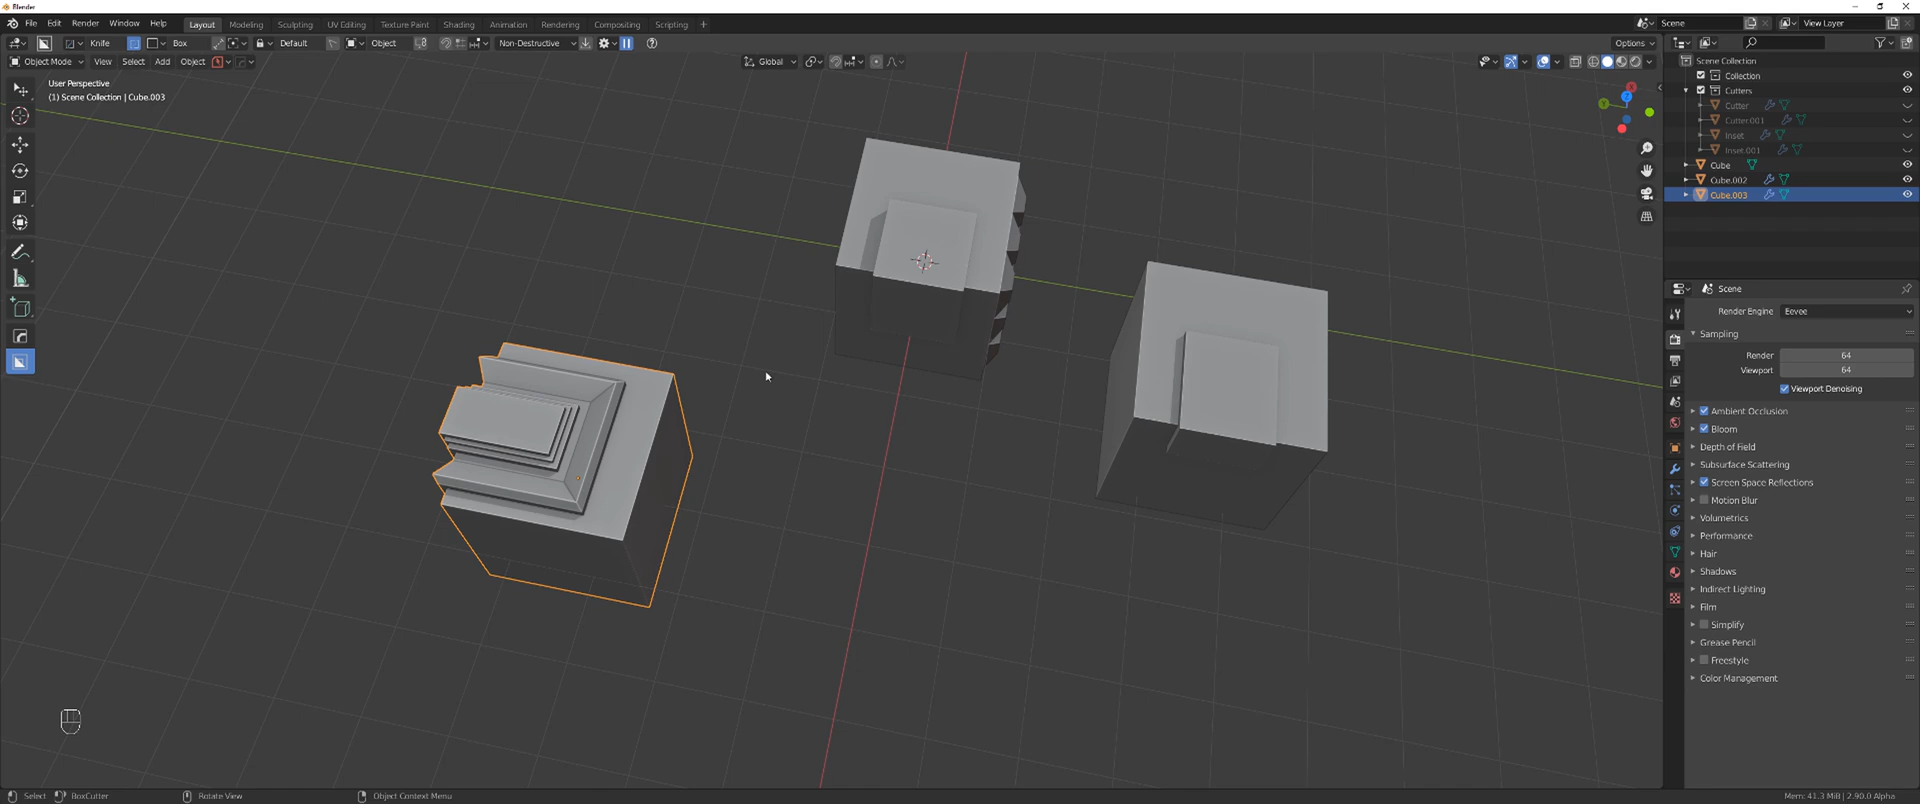 Blender
File Edit Render Window Help Layout Modeling Sculpting UV Editing Texture Paint Shading Animation Rendering Compositing Scripting + Scene View Layer
Knife Box Default Object Non-Destructive Options
Object Mode View Select Add Object Global
User Perspective
(1) Scene Collection | Cube.003
Scene Collection
Collection
Cutters
Cutter
Cutter.001
Inset
Inset.001
Cube
Cube.002
Cube.003
Scene
Render Engine Eevee
Sampling
Render 64
Viewport 64
Viewport Denoising
Ambient Occlusion
Bloom
Depth of Field
Subsurface Scattering
Screen Space Reflections
Motion Blur
Volumetrics
Performance
Hair
Shadows
Indirect Lighting
Film
Simplify
Grease Pencil
Freestyle
Color Management
Select BoxCutter Rotate View Object Context Menu Mem: 41.3 MiB | 2.90.0 Alpha
X
Y
Z